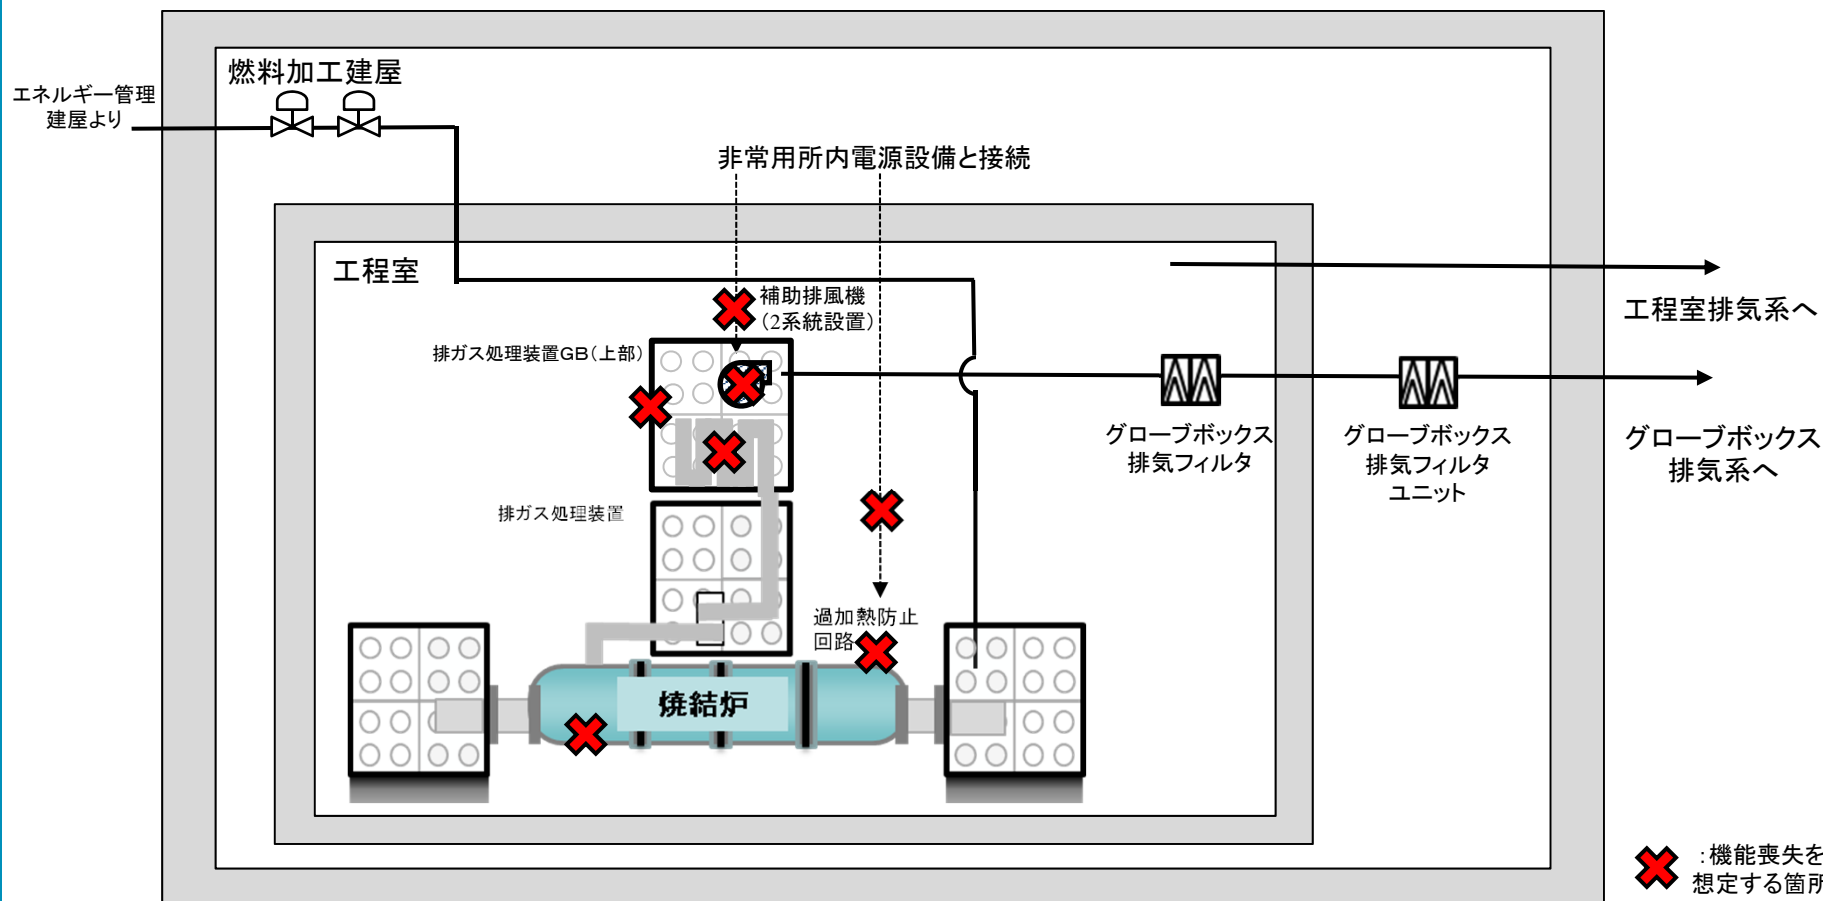 燃料加工建屋
エネルギー管理
建屋より
非常用所内電源設備と接続
工程室
補助排風機
（2系統設置）
工程室排気系へ
排ガス処理装置GB（上部）
グローブボックス
排気フィルタ
グローブボックス
排気フィルタ
ユニット
グローブボックス
排気系へ
排ガス処理装置
過加熱防止
回路
焼結炉
：機能喪失を
想定する箇所